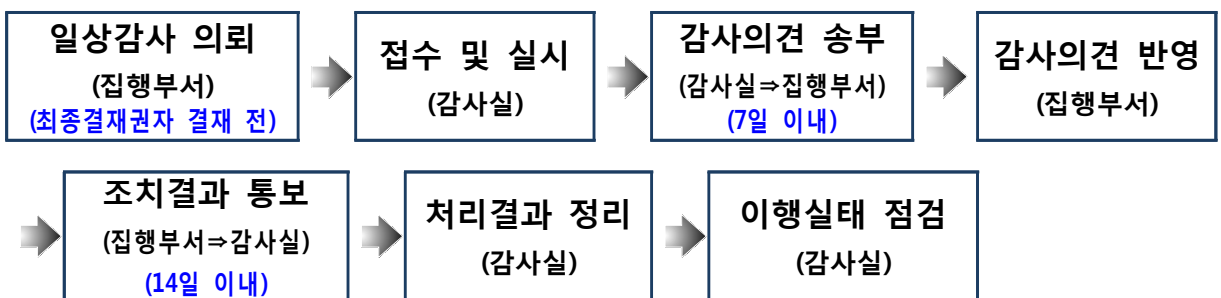 일상감사 의뢰
(집행부서)
(최종결재권자 결재 전)
접수 및 실시
(감사실)
감사의견 송부
(감사실⇒집행부서)
(7일 이내)
감사의견 반영
(집행부서)
조치결과 통보
(집행부서⇒감사실)
(14일 이내)
처리결과 정리
(감사실)
이행실태 점검
(감사실)